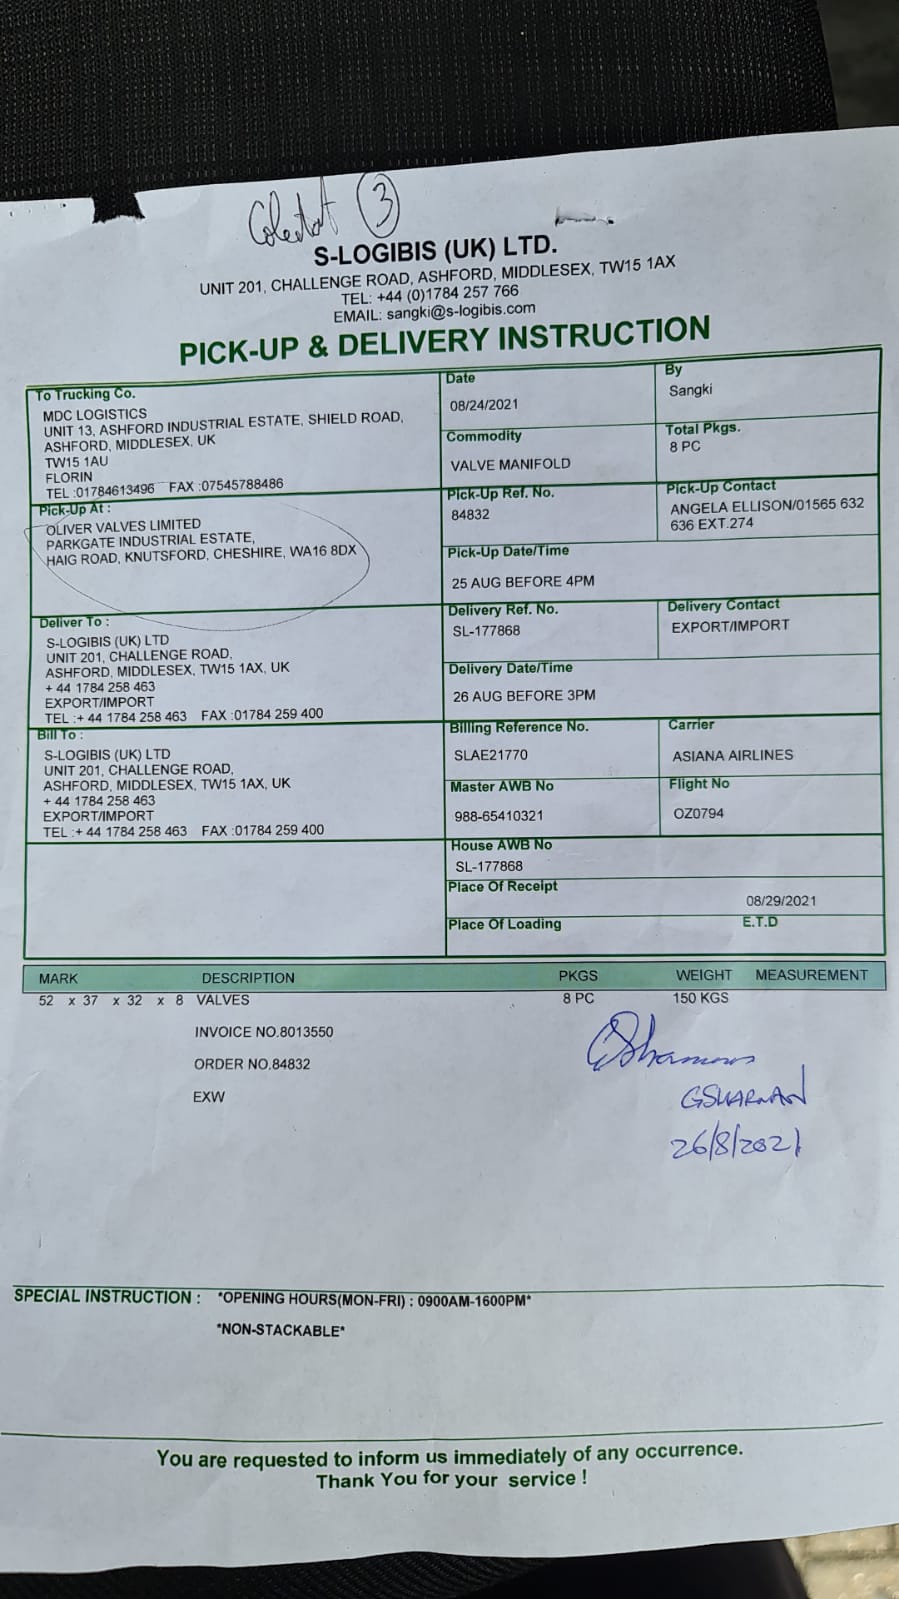 3
S-LOGIBIS (UK) LTD.
UNIT 201, CHALLENGE ROAD, ASHFORD, MIDDLESEX, TW15 1AX
TEL: +44 (0)1784 257 766
EMAIL: sangki@s-logibis.com
PICK-UP & DELIVERY INSTRUCTION
To Trucking Co.
MDC LOGISTICS
UNIT 13, ASHFORD INDUSTRIAL ESTATE, SHIELD ROAD,
ASHFORD, MIDDLESEX, UK
TW15 1AU
FLORIN
TEL :01784613496 FAX :07545788486
Date
08/24/2021
By
Sangki
Commodity
VALVE MANIFOLD
Total Pkgs.
8 PC
Pick-Up At :
OLIVER VALVES LIMITED
PARKGATE INDUSTRIAL ESTATE,
HAIG ROAD, KNUTSFORD, CHESHIRE, WA16 8DX
Pick-Up Ref. No.
84832
Pick-Up Contact
ANGELA ELLISON/01565 632
636 EXT.274
Pick-Up Date/Time
25 AUG BEFORE 4PM
Deliver To :
S-LOGIBIS (UK) LTD
UNIT 201, CHALLENGE ROAD,
ASHFORD, MIDDLESEX, TW15 1AX, UK
+ 44 1784 258 463
EXPORT/IMPORT
TEL :+ 44 1784 258 463 FAX :01784 259 400
Delivery Ref. No.
SL-177868
Delivery Contact
EXPORT/IMPORT
Delivery Date/Time
26 AUG BEFORE 3PM
Bill To :
S-LOGIBIS (UK) LTD
UNIT 201, CHALLENGE ROAD,
ASHFORD, MIDDLESEX, TW15 1AX, UK
+ 44 1784 258 463
EXPORT/IMPORT
TEL :+ 44 1784 258 463 FAX :01784 259 400
Billing Reference No.
SLAE21770
Carrier
ASIANA AIRLINES
Master AWB No
988-65410321
Flight No
OZ0794
House AWB No
SL-177868
Place Of Receipt
08/29/2021
Place Of Loading E.T.D
MARK DESCRIPTION PKGS WEIGHT MEASUREMENT
52 x 37 x 32 x 8 VALVES 8 PC 150 KGS
INVOICE NO.8013550
ORDER NO.84832
EXW
GSHARMAN
26/8/2021
SPECIAL INSTRUCTION : *OPENING HOURS(MON-FRI) : 0900AM-1600PM*
*NON-STACKABLE*
You are requested to inform us immediately of any occurrence.
Thank You for your service !